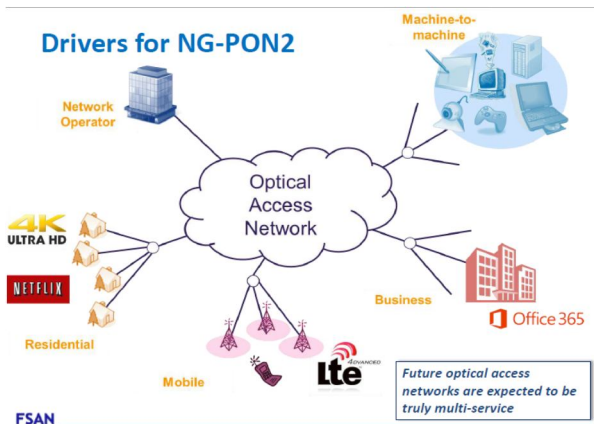 Drivers for NG-PON2
Machine-to-
machine
Network
Operator
Optical
Access
Network
4K
ULTRA HD
NETFLIX
Residential
Mobile
4G ADVANCED
Lte
Business
Office 365
Future optical access
networks are expected to be
truly multi-service
FSAN